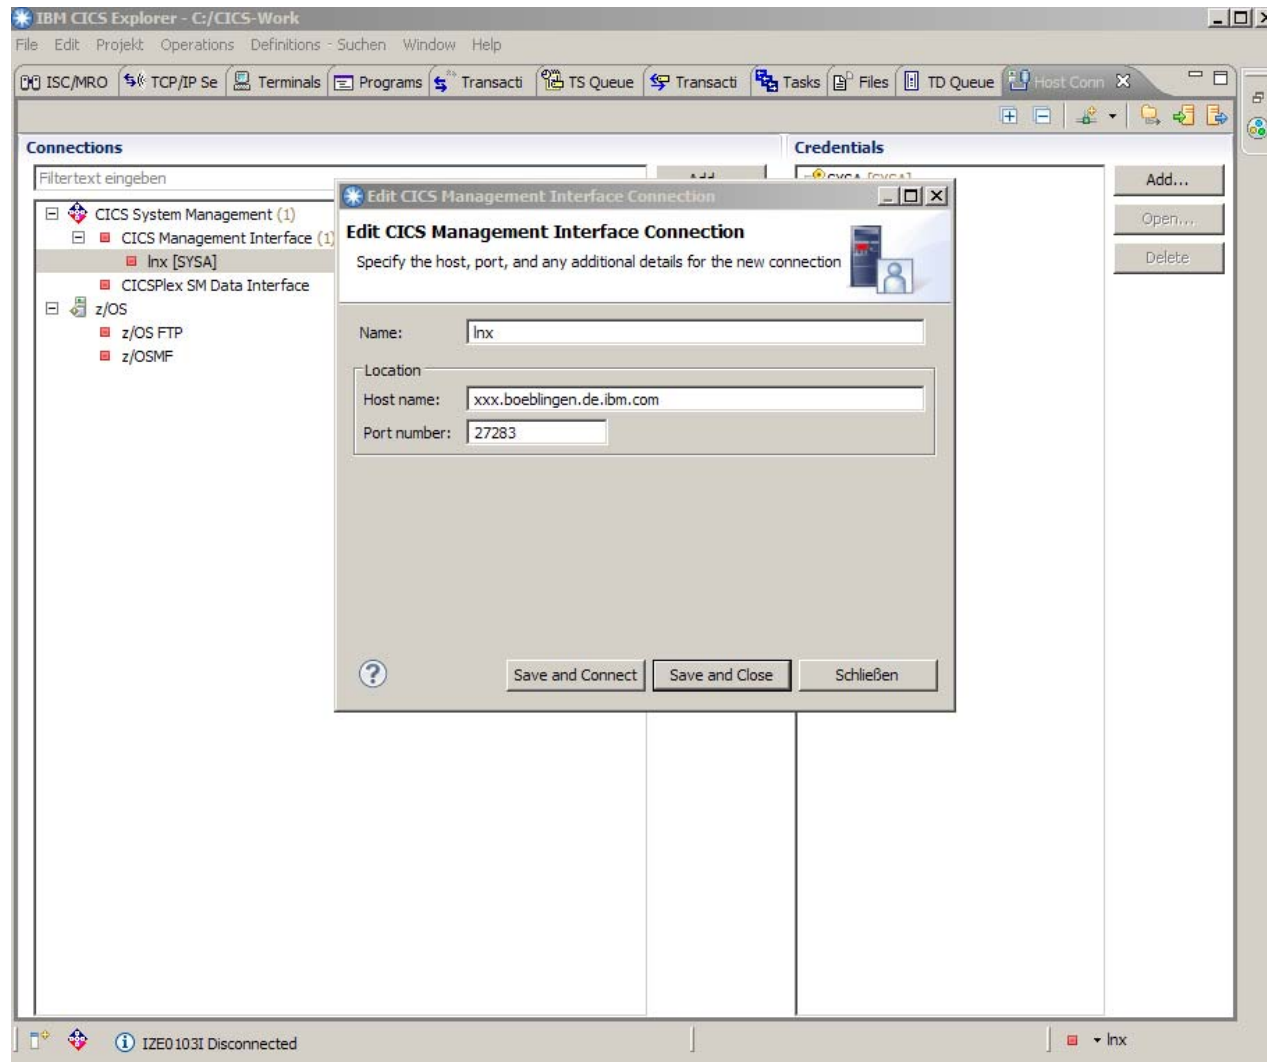 IBM CICS Explorer - C:/CICS-Work
File Edit Projekt Operations Definitions - Suchen Window Help
ISC/MRO TCP/IP Se Terminals Programs Transacti TS Queue Transacti Tasks Files TD Queue Host Conn
Connections
Credentials
Filtertext eingeben
Add...
SYSA [SYSA]
Add...
Open...
Delete
CICS System Management (1)
CICS Management Interface (1)
lnx [SYSA]
CICSPlex SM Data Interface
z/OS
z/OS FTP
z/OSMF
Edit CICS Management Interface Connection
Edit CICS Management Interface Connection
Specify the host, port, and any additional details for the new connection
Name: lnx
Location
Host name: xxx.boeblingen.de.ibm.com
Port number: 27283
Save and Connect Save and Close Schließen
IZE0103I Disconnected
lnx